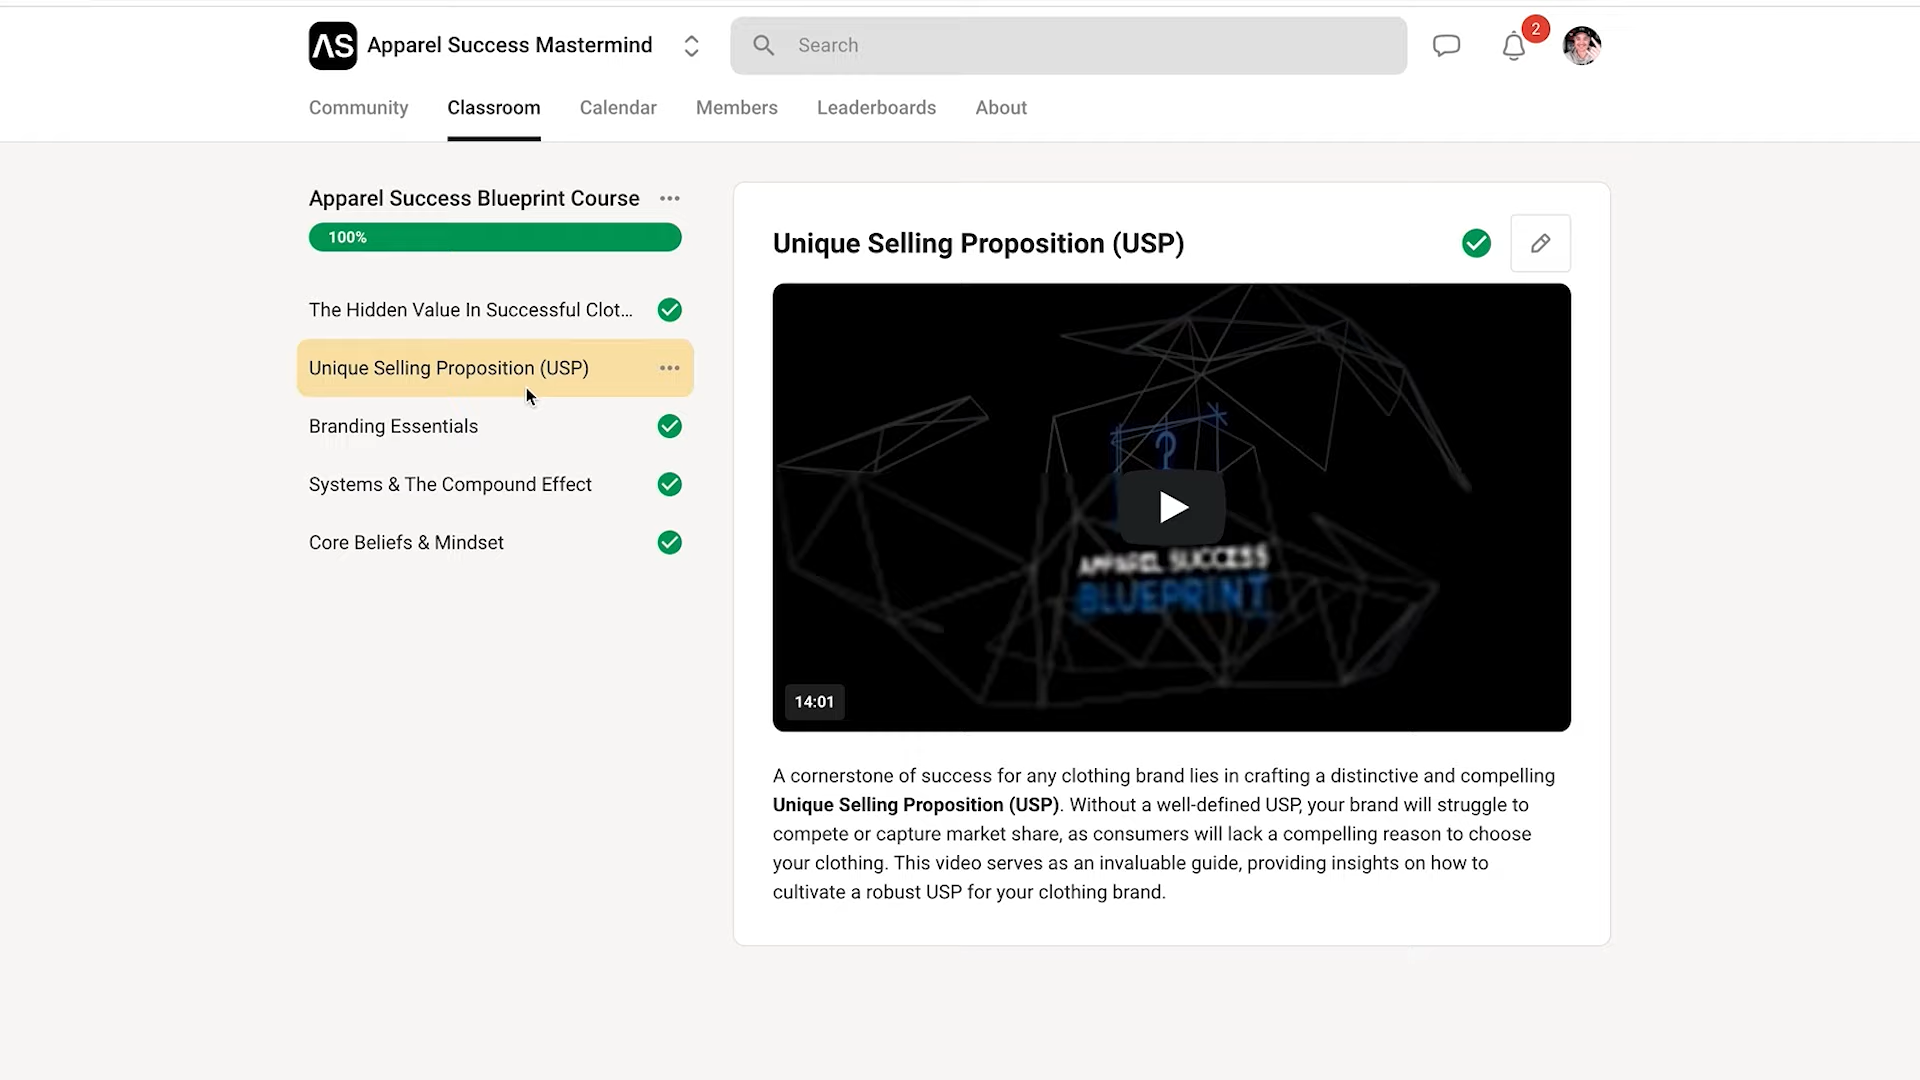 AS Apparel Success Mastermind
Search
2
Community Classroom Calendar Members Leaderboards About
Apparel Success Blueprint Course
100%
The Hidden Value In Successful Clot...
Unique Selling Proposition (USP)
Branding Essentials
Systems & The Compound Effect
Core Beliefs & Mindset
Unique Selling Proposition (USP)
?
APPAREL SUCCESS
BLUEPRINT
14:01
A cornerstone of success for any clothing brand lies in crafting a distinctive and compelling
Unique Selling Proposition (USP). Without a well-defined USP, your brand will struggle to
compete or capture market share, as consumers will lack a compelling reason to choose
your clothing. This video serves as an invaluable guide, providing insights on how to
cultivate a robust USP for your clothing brand.